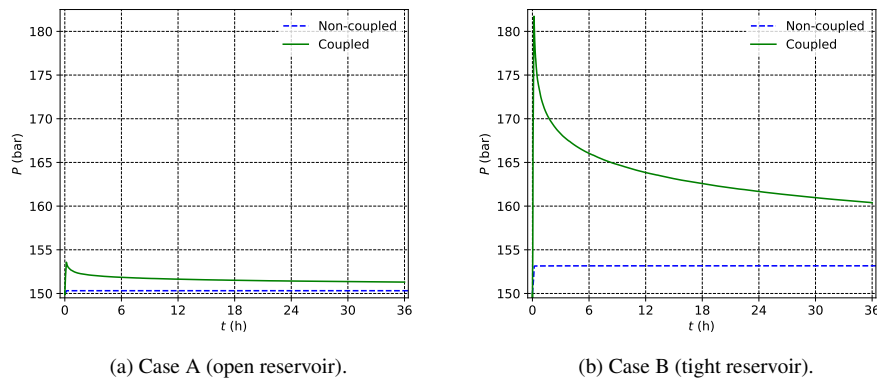 180
175
170
165
160
155
150
P (bar)
0
6
12
18
24
30
36
t (h)
Non-coupled
Coupled
(a) Case A (open reservoir).
180
175
170
165
160
155
150
P (bar)
0
6
12
18
24
30
36
t (h)
Non-coupled
Coupled
(b) Case B (tight reservoir).